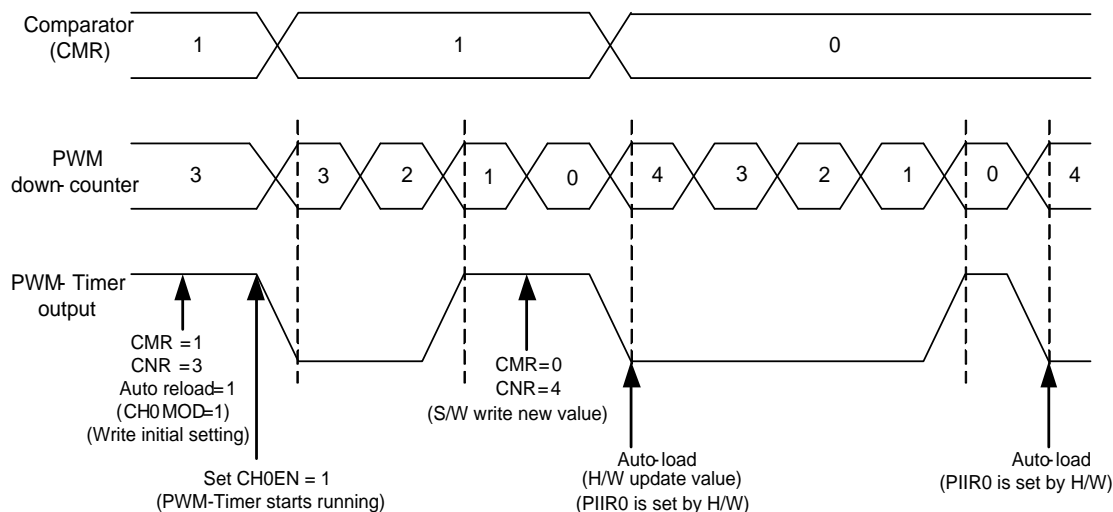 Comparator
(CMR)
1
1
0
PWM
down- counter
3
3
2
1
0
4
3
2
1
0
4
PWM- Timer
output
CMR =1
CNR =3
Auto reload=1
(CH0MOD=1)
(Write initial setting)
Set CH0EN = 1
(PWM-Timer starts running)
CMR=0
CNR=4
(S/W write new value)
Auto-load
(H/W update value)
(PIIR0 is set by H/W)
Auto-load
(PIIR0 is set by H/W)